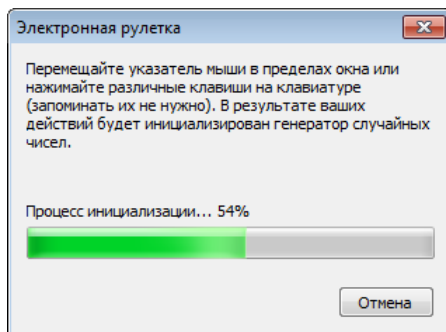 Электронная рулетка
Перемещайте указатель мыши в пределах окна или
нажимайте различные клавиши на клавиатуре
(запоминать их не нужно). В результате ваших
действий будет инициализирован генератор случайных
чисел.
Процесс инициализации... 54%
Отмена